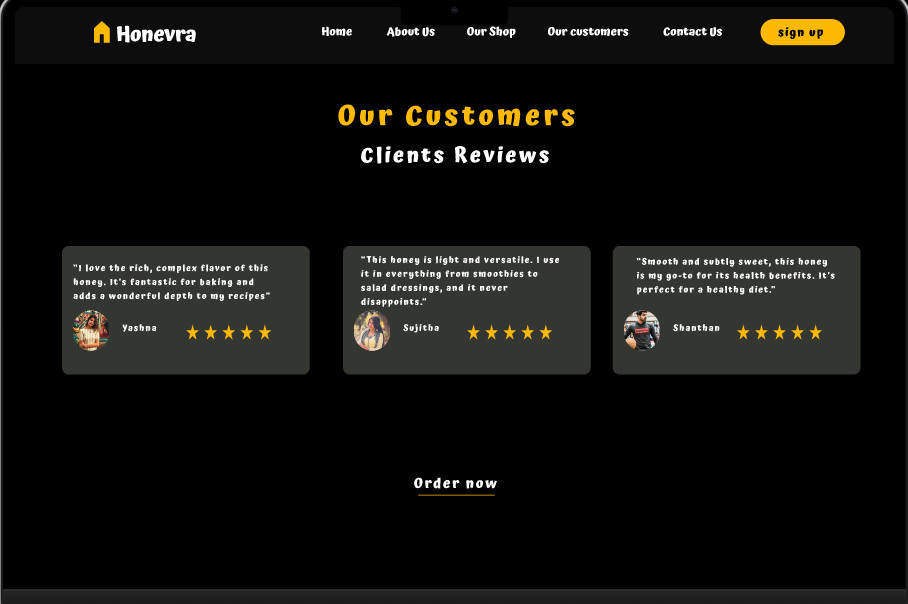 Honevra
Home About Us Our Shop Our customers Contact Us sign up
Our Customers
Clients Reviews
"I love the rich, complex flavor of this
honey. It's fantastic for baking and
adds a wonderful depth to my recipes"
Yashna
"This honey is light and versatile. I use
it in everything from smoothies to
salad dressings, and it never
disappoints."
Sujitha
"Smooth and subtly sweet, this honey
is my go-to for its health benefits. It's
perfect for a healthy diet."
Shanthan
Order now